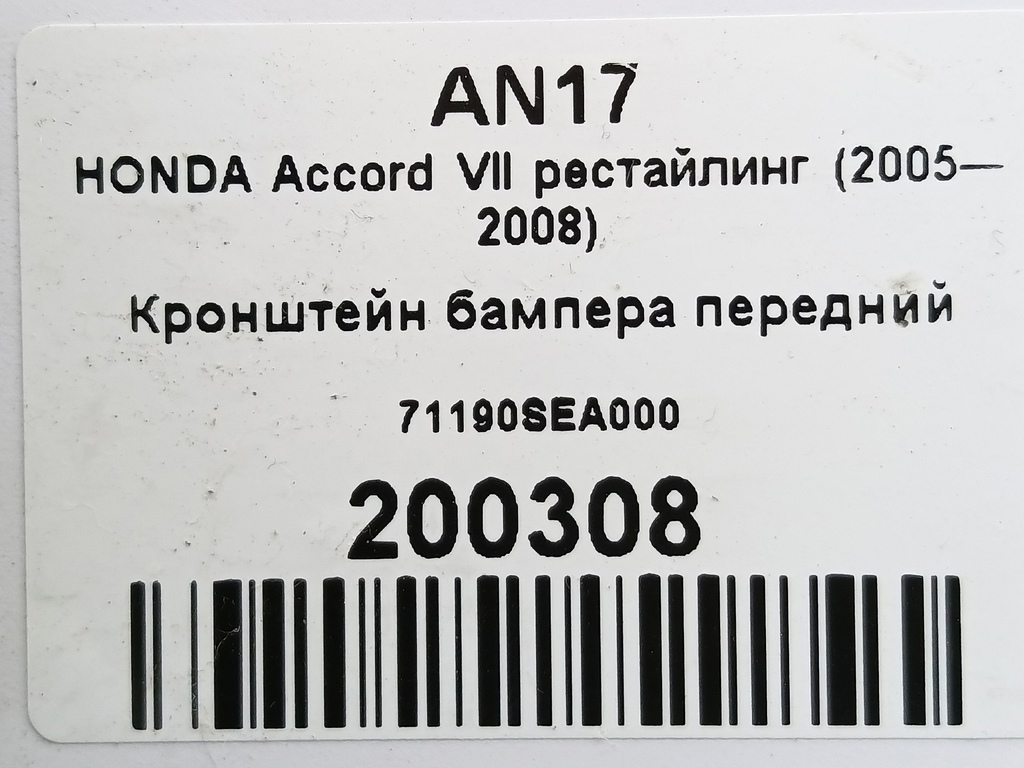 AN17
HONDA Accord VII рестайлинг (2005—
2008)
Кронштейн бампера передний
71190SEA000
200308